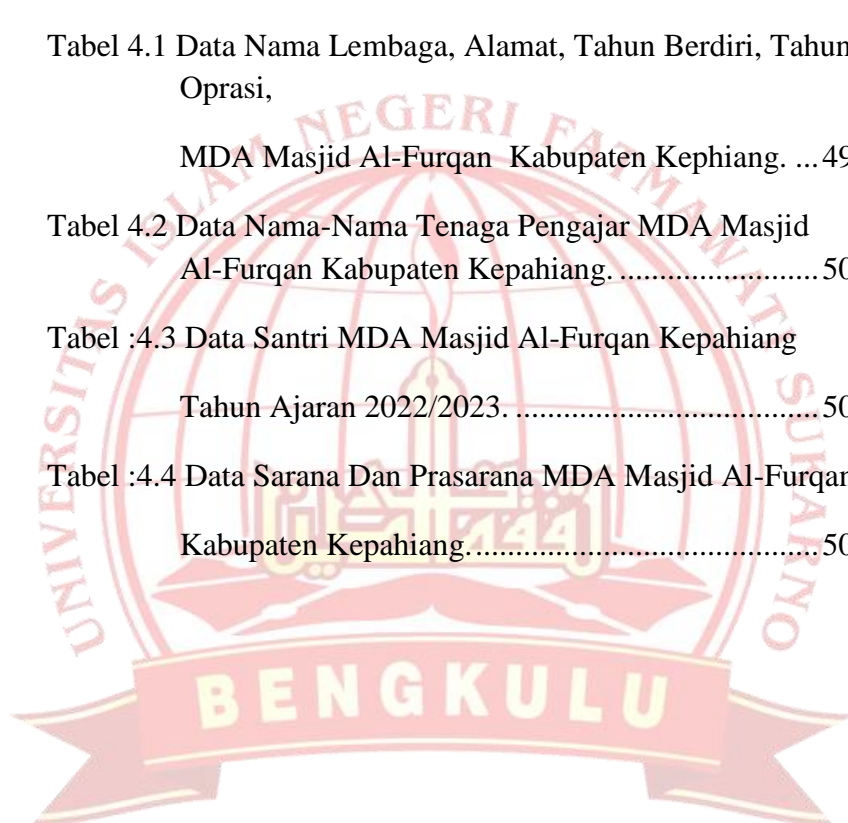 Tabel 4.1 Data Nama Lembaga, Alamat, Tahun Berdiri, Tahun
Oprasi,
MDA Masjid Al-Furqan Kabupaten Kephiang. ...49
Tabel 4.2 Data Nama-Nama Tenaga Pengajar MDA Masjid
Al-Furqan Kabupaten Kepahiang. ........................50
Tabel :4.3 Data Santri MDA Masjid Al-Furqan Kepahiang
Tahun Ajaran 2022/2023. .....................................50
Tabel :4.4 Data Sarana Dan Prasarana MDA Masjid Al-Furqan
Kabupaten Kepahiang..........................................50
UNIVERSITAS ISLAM NEGERI FATMAWATI SUKARNO
BENGKULU